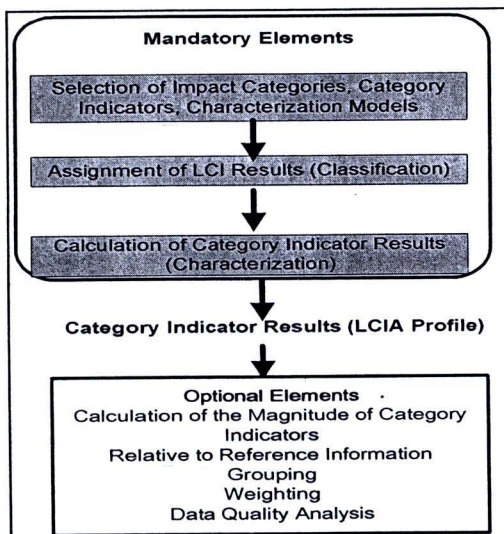 Mandatory Elements
Selection of Impact Categories, Category
Indicators, Characterization Models
Assignment of LCI Results (Classification)
Calculation of Category Indicator Results
(Characterization)
Category Indicator Results (LCIA Profile)
Optional Elements
Calculation of the Magnitude of Category
Indicators
Relative to Reference Information
Grouping
Weighting
Data Quality Analysis